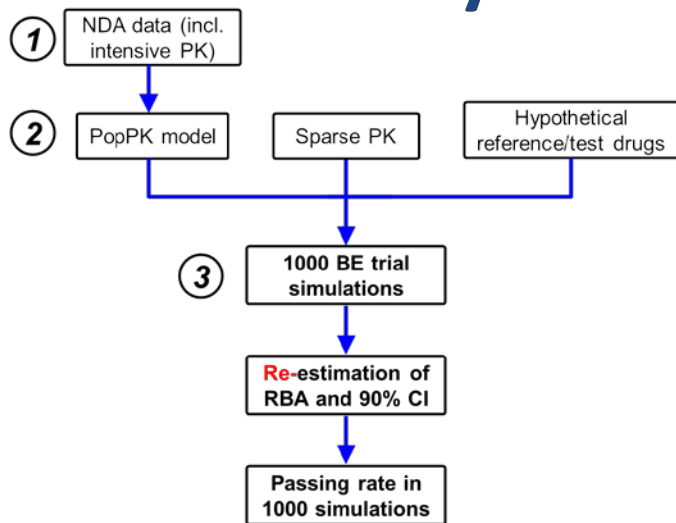 1
NDA data (incl.
intensive PK)
2
PopPK model
Sparse PK
Hypothetical
reference/test drugs
3
1000 BE trial
simulations
Re-estimation of
RBA and 90% CI
Passing rate in
1000 simulations